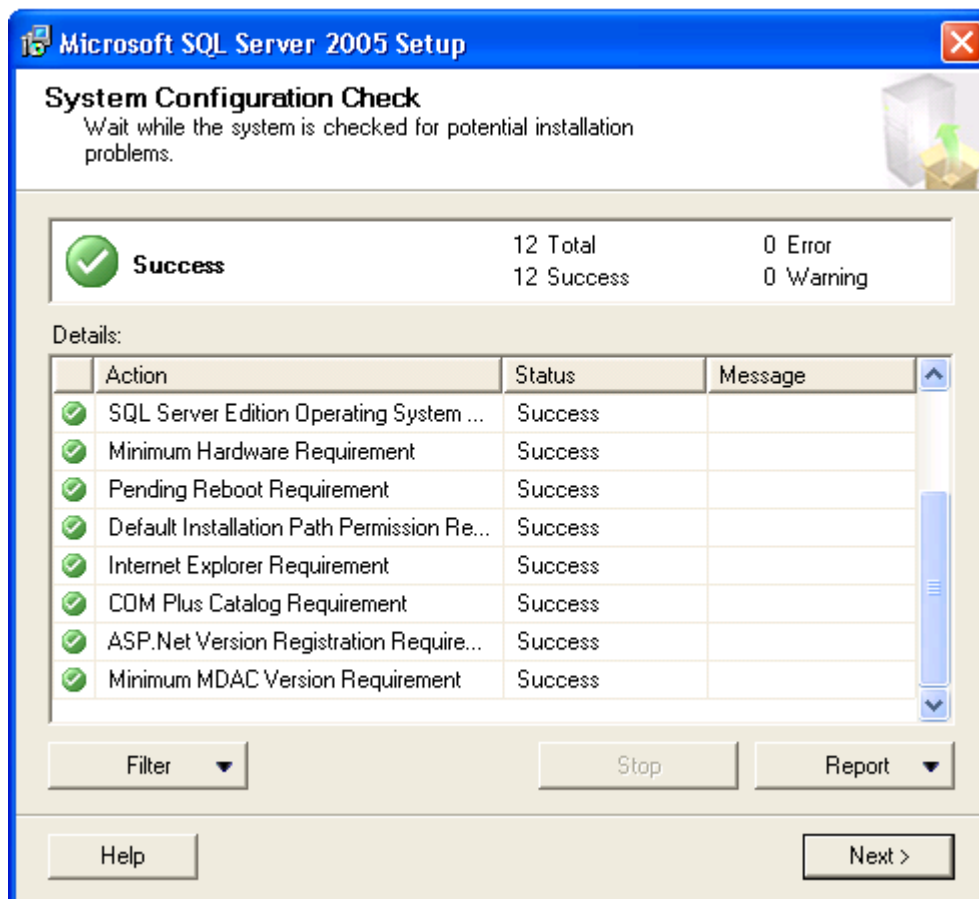 Microsoft SQL Server 2005 Setup
System Configuration Check
Wait while the system is checked for potential installation
problems.
Success 12 Total 0 Error
12 Success 0 Warning
Details:
Action Status Message
SQL Server Edition Operating System ... Success
Minimum Hardware Requirement Success
Pending Reboot Requirement Success
Default Installation Path Permission Re... Success
Internet Explorer Requirement Success
COM Plus Catalog Requirement Success
ASP.Net Version Registration Require... Success
Minimum MDAC Version Requirement Success
Filter Stop Report
Help Next >